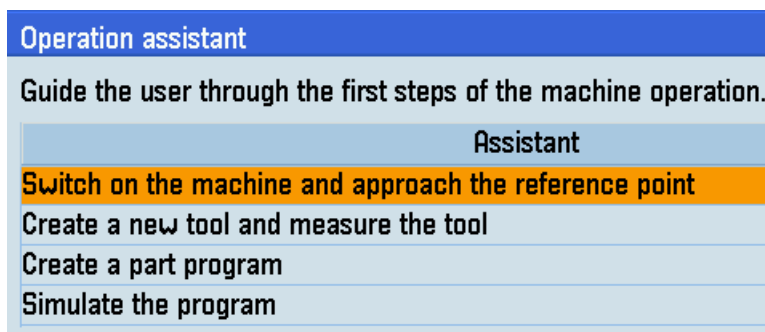 Operation assistant
Guide the user through the first steps of the machine operation.
Assistant
Switch on the machine and approach the reference point
Create a new tool and measure the tool
Create a part program
Simulate the program